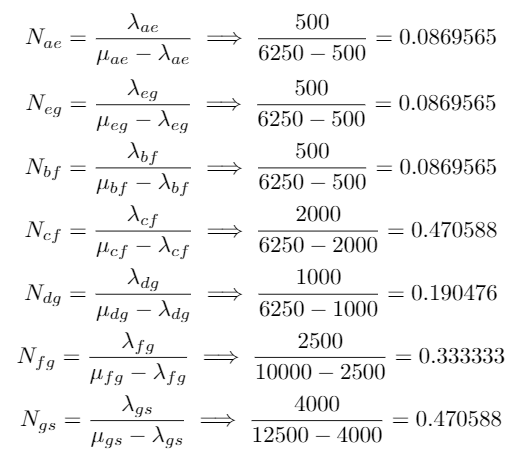 N_{ae} = \frac{\lambda_{ae}}{\mu_{ae} - \lambda_{ae}} \implies \frac{500}{6250 - 500} = 0.0869565
N_{eg} = \frac{\lambda_{eg}}{\mu_{eg} - \lambda_{eg}} \implies \frac{500}{6250 - 500} = 0.0869565
N_{bf} = \frac{\lambda_{bf}}{\mu_{bf} - \lambda_{bf}} \implies \frac{500}{6250 - 500} = 0.0869565
N_{cf} = \frac{\lambda_{cf}}{\mu_{cf} - \lambda_{cf}} \implies \frac{2000}{6250 - 2000} = 0.470588
N_{dg} = \frac{\lambda_{dg}}{\mu_{dg} - \lambda_{dg}} \implies \frac{1000}{6250 - 1000} = 0.190476
N_{fg} = \frac{\lambda_{fg}}{\mu_{fg} - \lambda_{fg}} \implies \frac{2500}{10000 - 2500} = 0.333333
N_{gs} = \frac{\lambda_{gs}}{\mu_{gs} - \lambda_{gs}} \implies \frac{4000}{12500 - 4000} = 0.470588